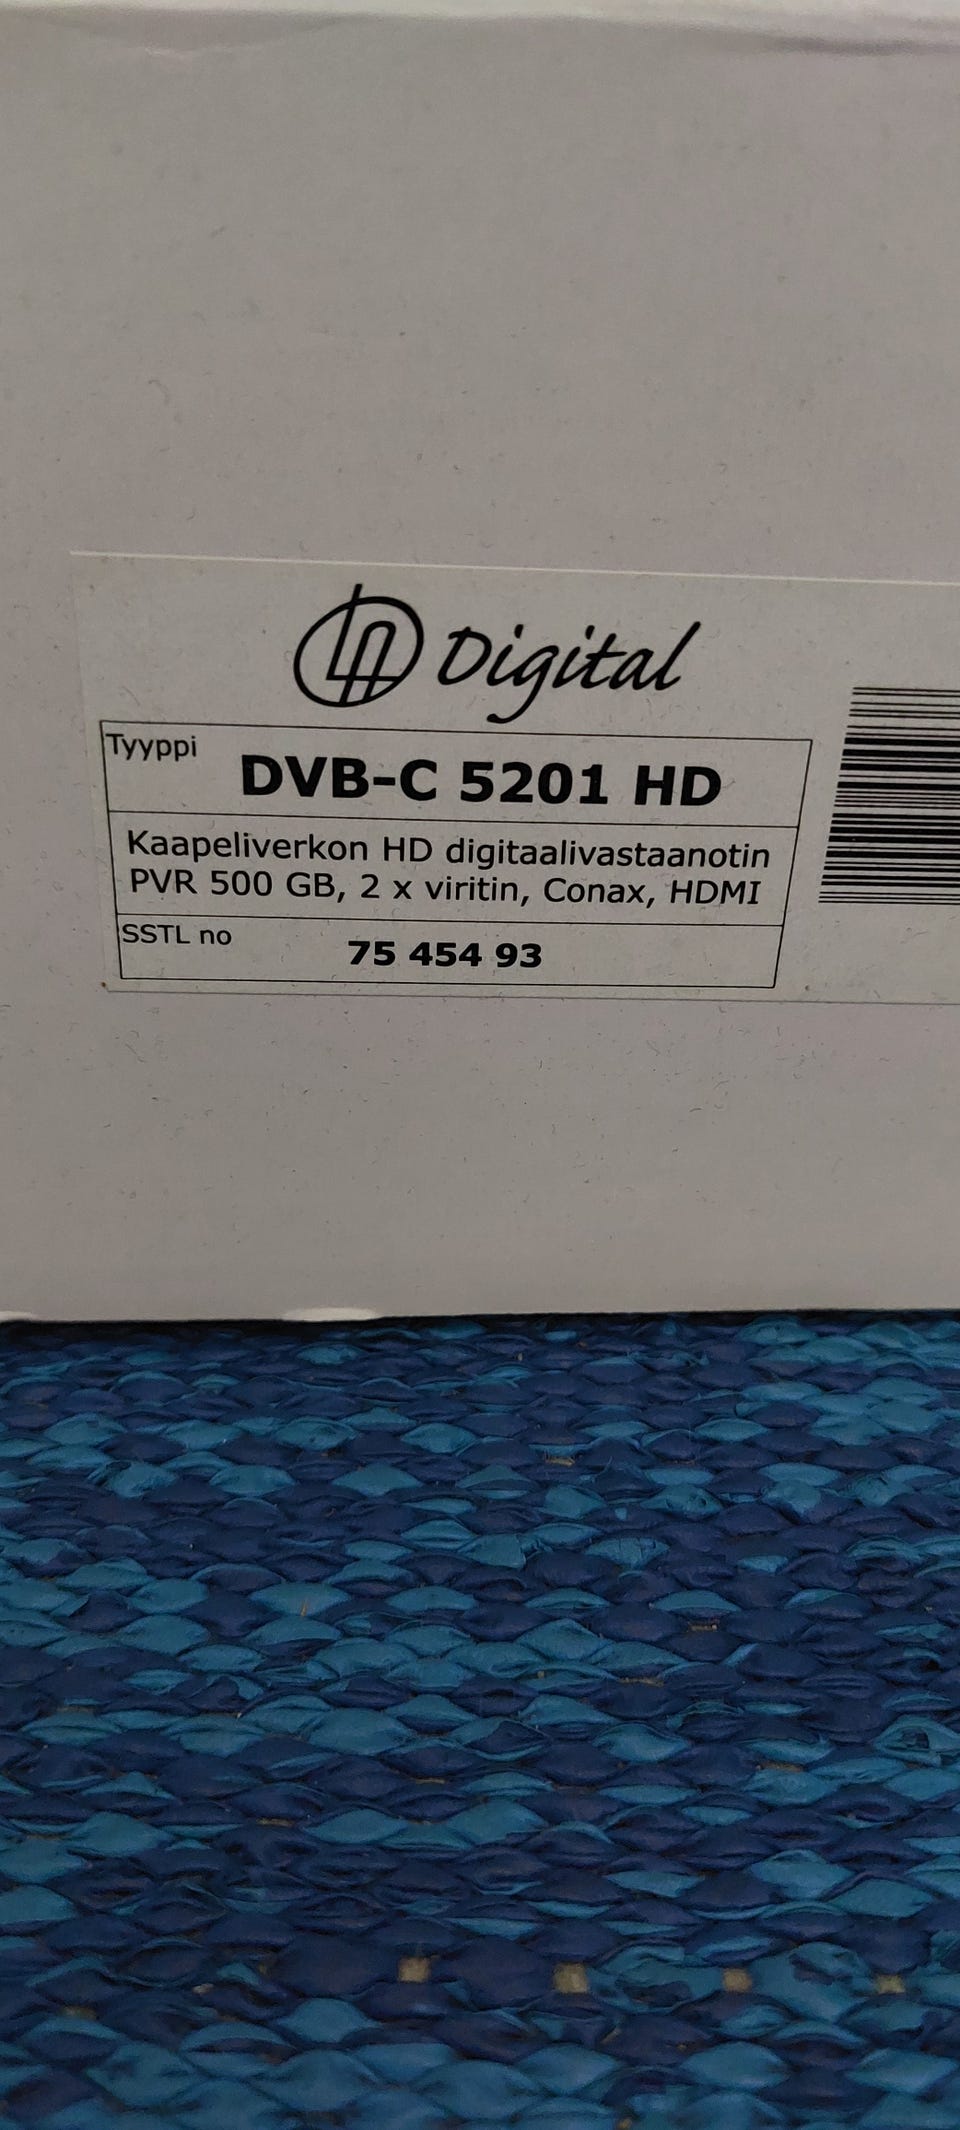 Digital
Tyyppi
DVB-C 5201 HD
Kaapeliverkon HD digitaalivastaanotin
PVR 500 GB, 2 x viritin, Conax, HDMI
SSTL no
75 454 93